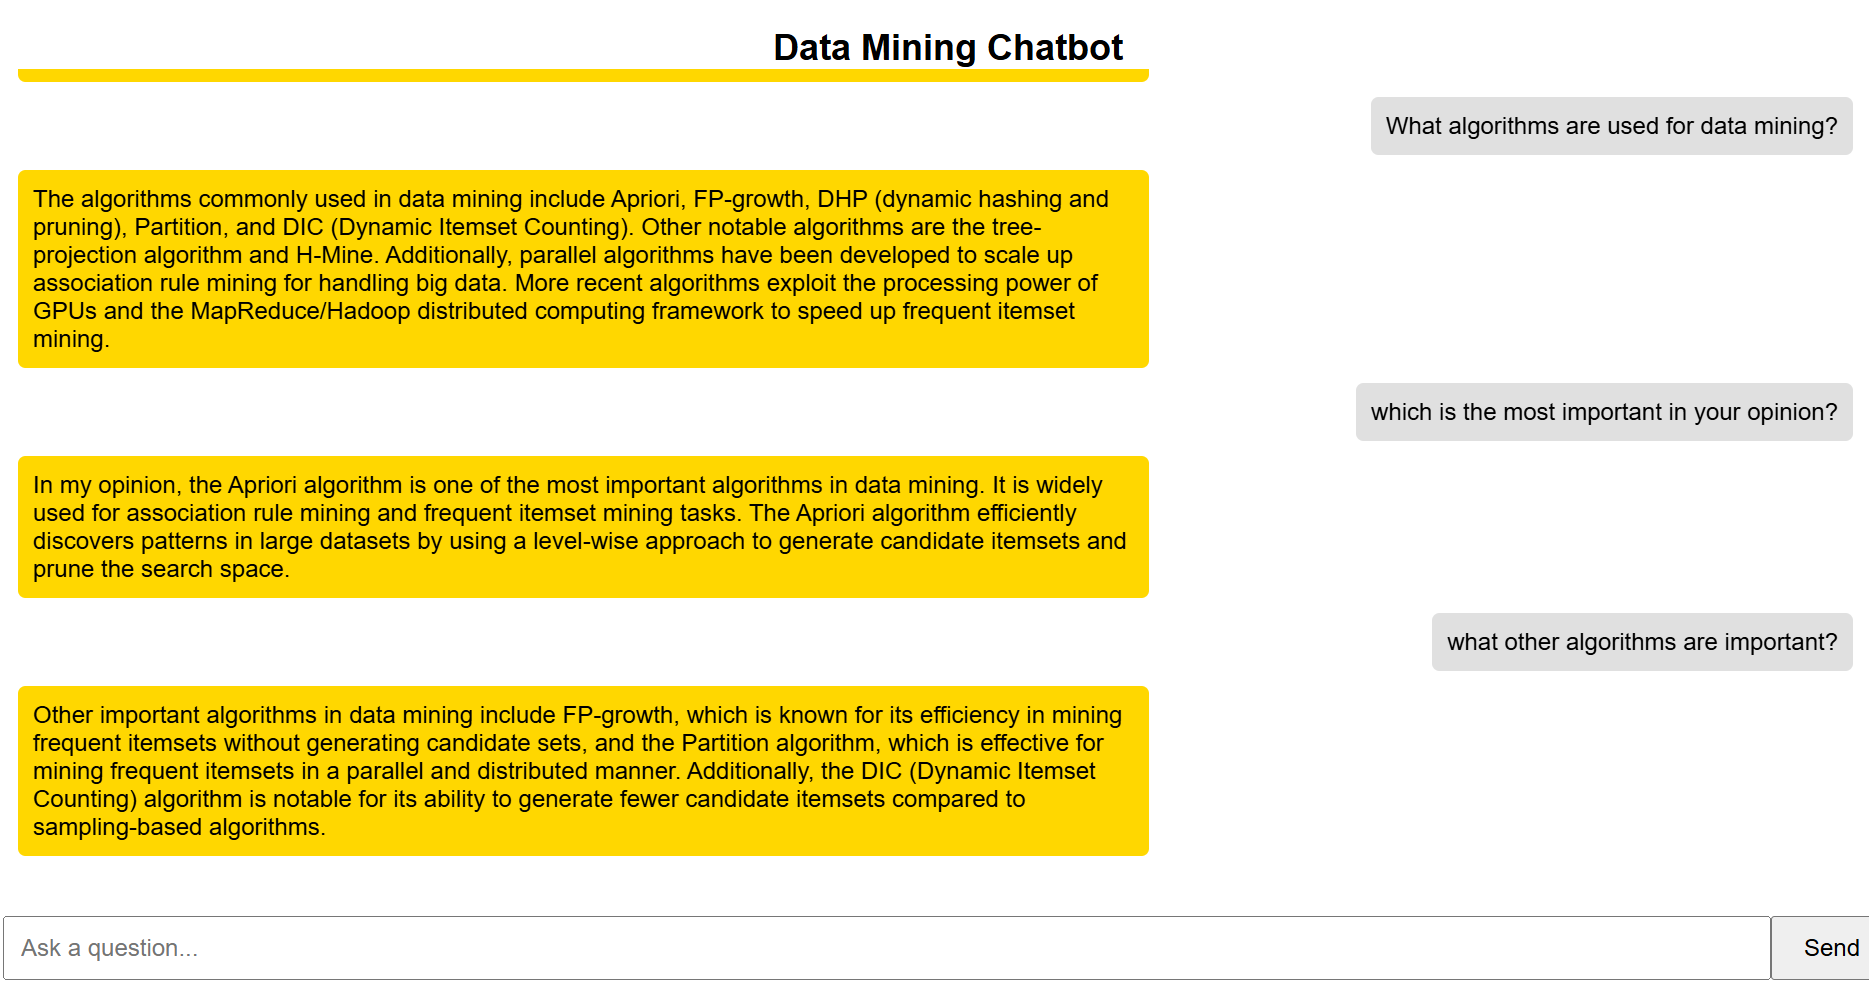 Data Mining Chatbot
What algorithms are used for data mining?
The algorithms commonly used in data mining include Apriori, FP-growth, DHP (dynamic hashing and
pruning), Partition, and DIC (Dynamic Itemset Counting). Other notable algorithms are the tree-
projection algorithm and H-Mine. Additionally, parallel algorithms have been developed to scale up
association rule mining for handling big data. More recent algorithms exploit the processing power of
GPUs and the MapReduce/Hadoop distributed computing framework to speed up frequent itemset
mining.
which is the most important in your opinion?
In my opinion, the Apriori algorithm is one of the most important algorithms in data mining. It is widely
used for association rule mining and frequent itemset mining tasks. The Apriori algorithm efficiently
discovers patterns in large datasets by using a level-wise approach to generate candidate itemsets and
prune the search space.
what other algorithms are important?
Other important algorithms in data mining include FP-growth, which is known for its efficiency in mining
frequent itemsets without generating candidate sets, and the Partition algorithm, which is effective for
mining frequent itemsets in a parallel and distributed manner. Additionally, the DIC (Dynamic Itemset
Counting) algorithm is notable for its ability to generate fewer candidate itemsets compared to
sampling-based algorithms.
Ask a question...
Send